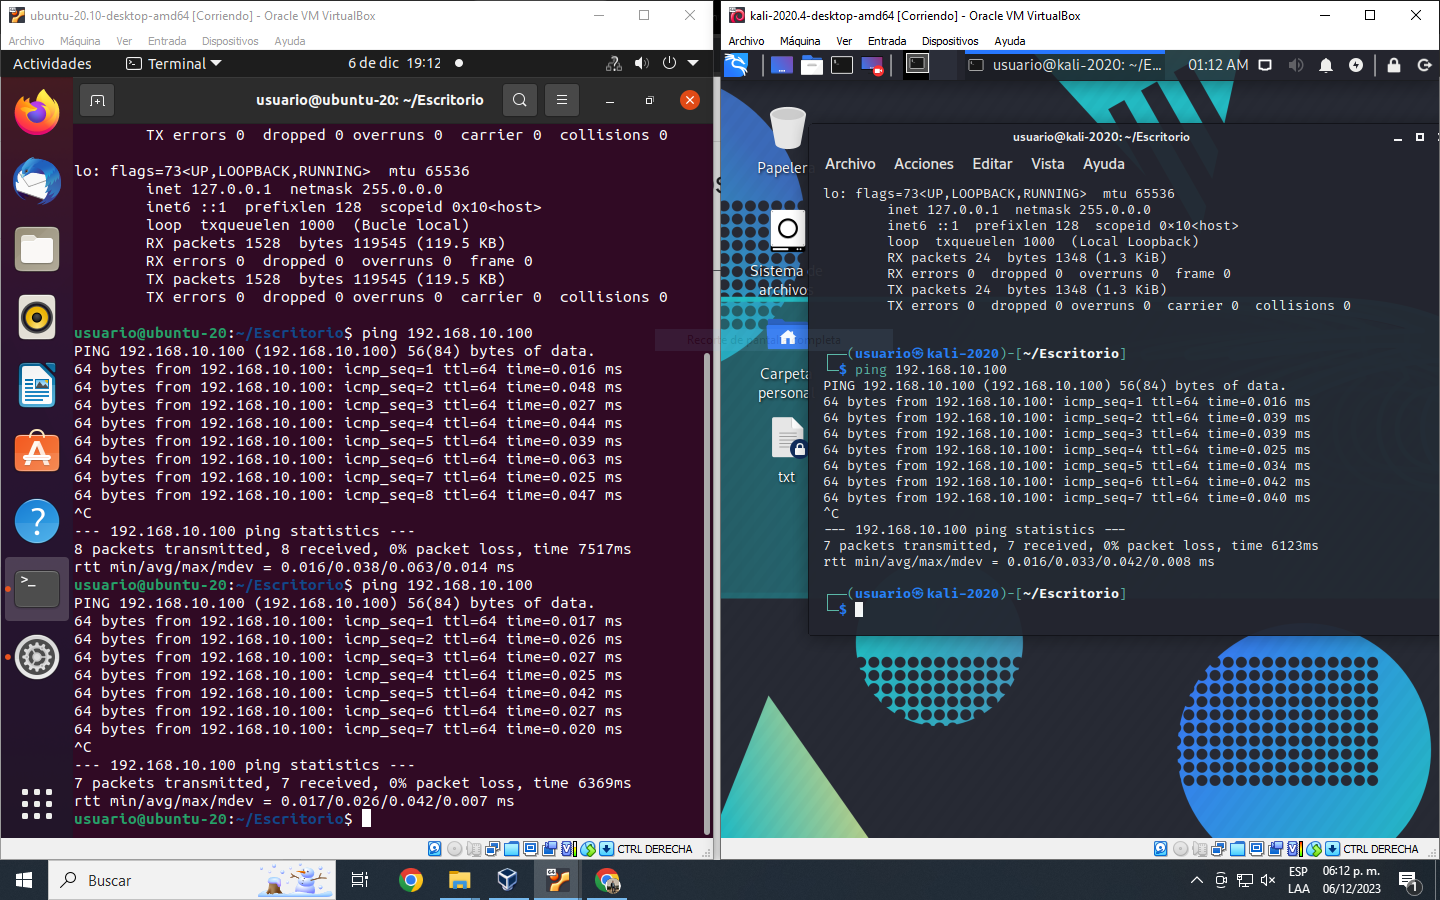 ubuntu-20.10-desktop-amd64 [Corriendo] - Oracle VM VirtualBox
Archivo Máquina Ver Entrada Dispositivos Ayuda
Actividades Terminal 6 de dic 19:12
usuario@ubuntu-20: ~/Escritorio
TX errors 0 dropped 0 overruns 0 carrier 0 collisions 0
lo: flags=73<UP,LOOPBACK,RUNNING> mtu 65536
inet 127.0.0.1 netmask 255.0.0.0
inet6 ::1 prefixlen 128 scopeid 0x10<host>
loop txqueuelen 1000 (Bucle local)
RX packets 1528 bytes 119545 (119.5 KB)
RX errors 0 dropped 0 overruns 0 frame 0
TX packets 1528 bytes 119545 (119.5 KB)
TX errors 0 dropped 0 overruns 0 carrier 0 collisions 0
usuario@ubuntu-20:~/Escritorio$ ping 192.168.10.100
PING 192.168.10.100 (192.168.10.100) 56(84) bytes of data.
64 bytes from 192.168.10.100: icmp_seq=1 ttl=64 time=0.016 ms
64 bytes from 192.168.10.100: icmp_seq=2 ttl=64 time=0.048 ms
64 bytes from 192.168.10.100: icmp_seq=3 ttl=64 time=0.027 ms
64 bytes from 192.168.10.100: icmp_seq=4 ttl=64 time=0.044 ms
64 bytes from 192.168.10.100: icmp_seq=5 ttl=64 time=0.039 ms
64 bytes from 192.168.10.100: icmp_seq=6 ttl=64 time=0.063 ms
64 bytes from 192.168.10.100: icmp_seq=7 ttl=64 time=0.025 ms
64 bytes from 192.168.10.100: icmp_seq=8 ttl=64 time=0.047 ms
^C
--- 192.168.10.100 ping statistics ---
8 packets transmitted, 8 received, 0% packet loss, time 7517ms
rtt min/avg/max/mdev = 0.016/0.038/0.063/0.014 ms
usuario@ubuntu-20:~/Escritorio$ ping 192.168.10.100
PING 192.168.10.100 (192.168.10.100) 56(84) bytes of data.
64 bytes from 192.168.10.100: icmp_seq=1 ttl=64 time=0.017 ms
64 bytes from 192.168.10.100: icmp_seq=2 ttl=64 time=0.026 ms
64 bytes from 192.168.10.100: icmp_seq=3 ttl=64 time=0.027 ms
64 bytes from 192.168.10.100: icmp_seq=4 ttl=64 time=0.025 ms
64 bytes from 192.168.10.100: icmp_seq=5 ttl=64 time=0.042 ms
64 bytes from 192.168.10.100: icmp_seq=6 ttl=64 time=0.027 ms
64 bytes from 192.168.10.100: icmp_seq=7 ttl=64 time=0.020 ms
^C
--- 192.168.10.100 ping statistics ---
7 packets transmitted, 7 received, 0% packet loss, time 6369ms
rtt min/avg/max/mdev = 0.017/0.026/0.042/0.007 ms
usuario@ubuntu-20:~/Escritorio$
CTRL DERECHA
kali-2020.4-desktop-amd64 [Corriendo] - Oracle VM VirtualBox
Archivo Máquina Ver Entrada Dispositivos Ayuda
usuario@kali-2020: ~/E... 01:12 AM
Papelera
Sistema de
archivos
Carpeta
personal
txt
usuario@kali-2020:~/Escritorio
Archivo Acciones Editar Vista Ayuda
lo: flags=73<UP,LOOPBACK,RUNNING> mtu 65536
inet 127.0.0.1 netmask 255.0.0.0
inet6 ::1 prefixlen 128 scopeid 0×10<host>
loop txqueuelen 1000 (Local Loopback)
RX packets 24 bytes 1348 (1.3 KiB)
RX errors 0 dropped 0 overruns 0 frame 0
TX packets 24 bytes 1348 (1.3 KiB)
TX errors 0 dropped 0 overruns 0 carrier 0 collisions 0
┌──(usuario㉿kali-2020)-[~/Escritorio]
└─$ ping 192.168.10.100
PING 192.168.10.100 (192.168.10.100) 56(84) bytes of data.
64 bytes from 192.168.10.100: icmp_seq=1 ttl=64 time=0.016 ms
64 bytes from 192.168.10.100: icmp_seq=2 ttl=64 time=0.039 ms
64 bytes from 192.168.10.100: icmp_seq=3 ttl=64 time=0.039 ms
64 bytes from 192.168.10.100: icmp_seq=4 ttl=64 time=0.025 ms
64 bytes from 192.168.10.100: icmp_seq=5 ttl=64 time=0.034 ms
64 bytes from 192.168.10.100: icmp_seq=6 ttl=64 time=0.042 ms
64 bytes from 192.168.10.100: icmp_seq=7 ttl=64 time=0.040 ms
^C
--- 192.168.10.100 ping statistics ---
7 packets transmitted, 7 received, 0% packet loss, time 6123ms
rtt min/avg/max/mdev = 0.016/0.033/0.042/0.008 ms
┌──(usuario㉿kali-2020)-[~/Escritorio]
└─$
CTRL DERECHA
Recorte de pantalla completa
Buscar
ESP
LAA
06:12 p. m.
06/12/2023
1